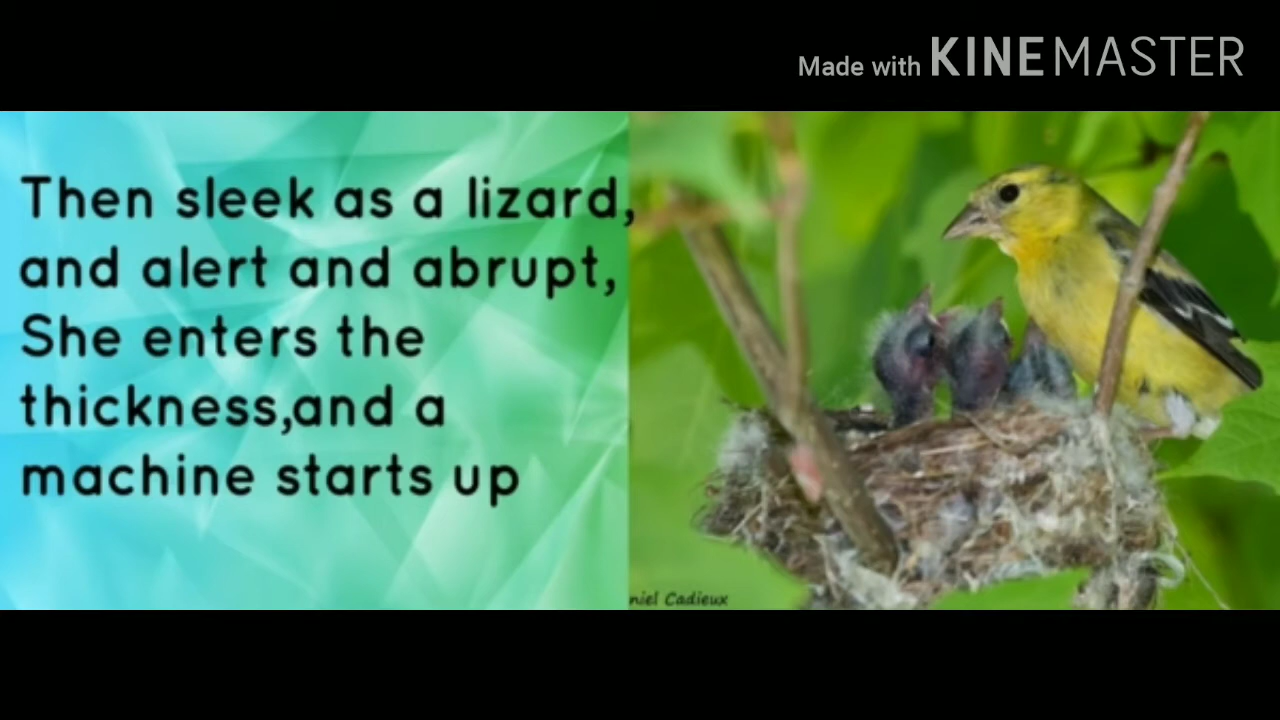 Made with KINEMASTER
Then sleek as a lizard,
and alert and abrupt,
She enters the
thickness,and a
machine starts up
niel Cadieux